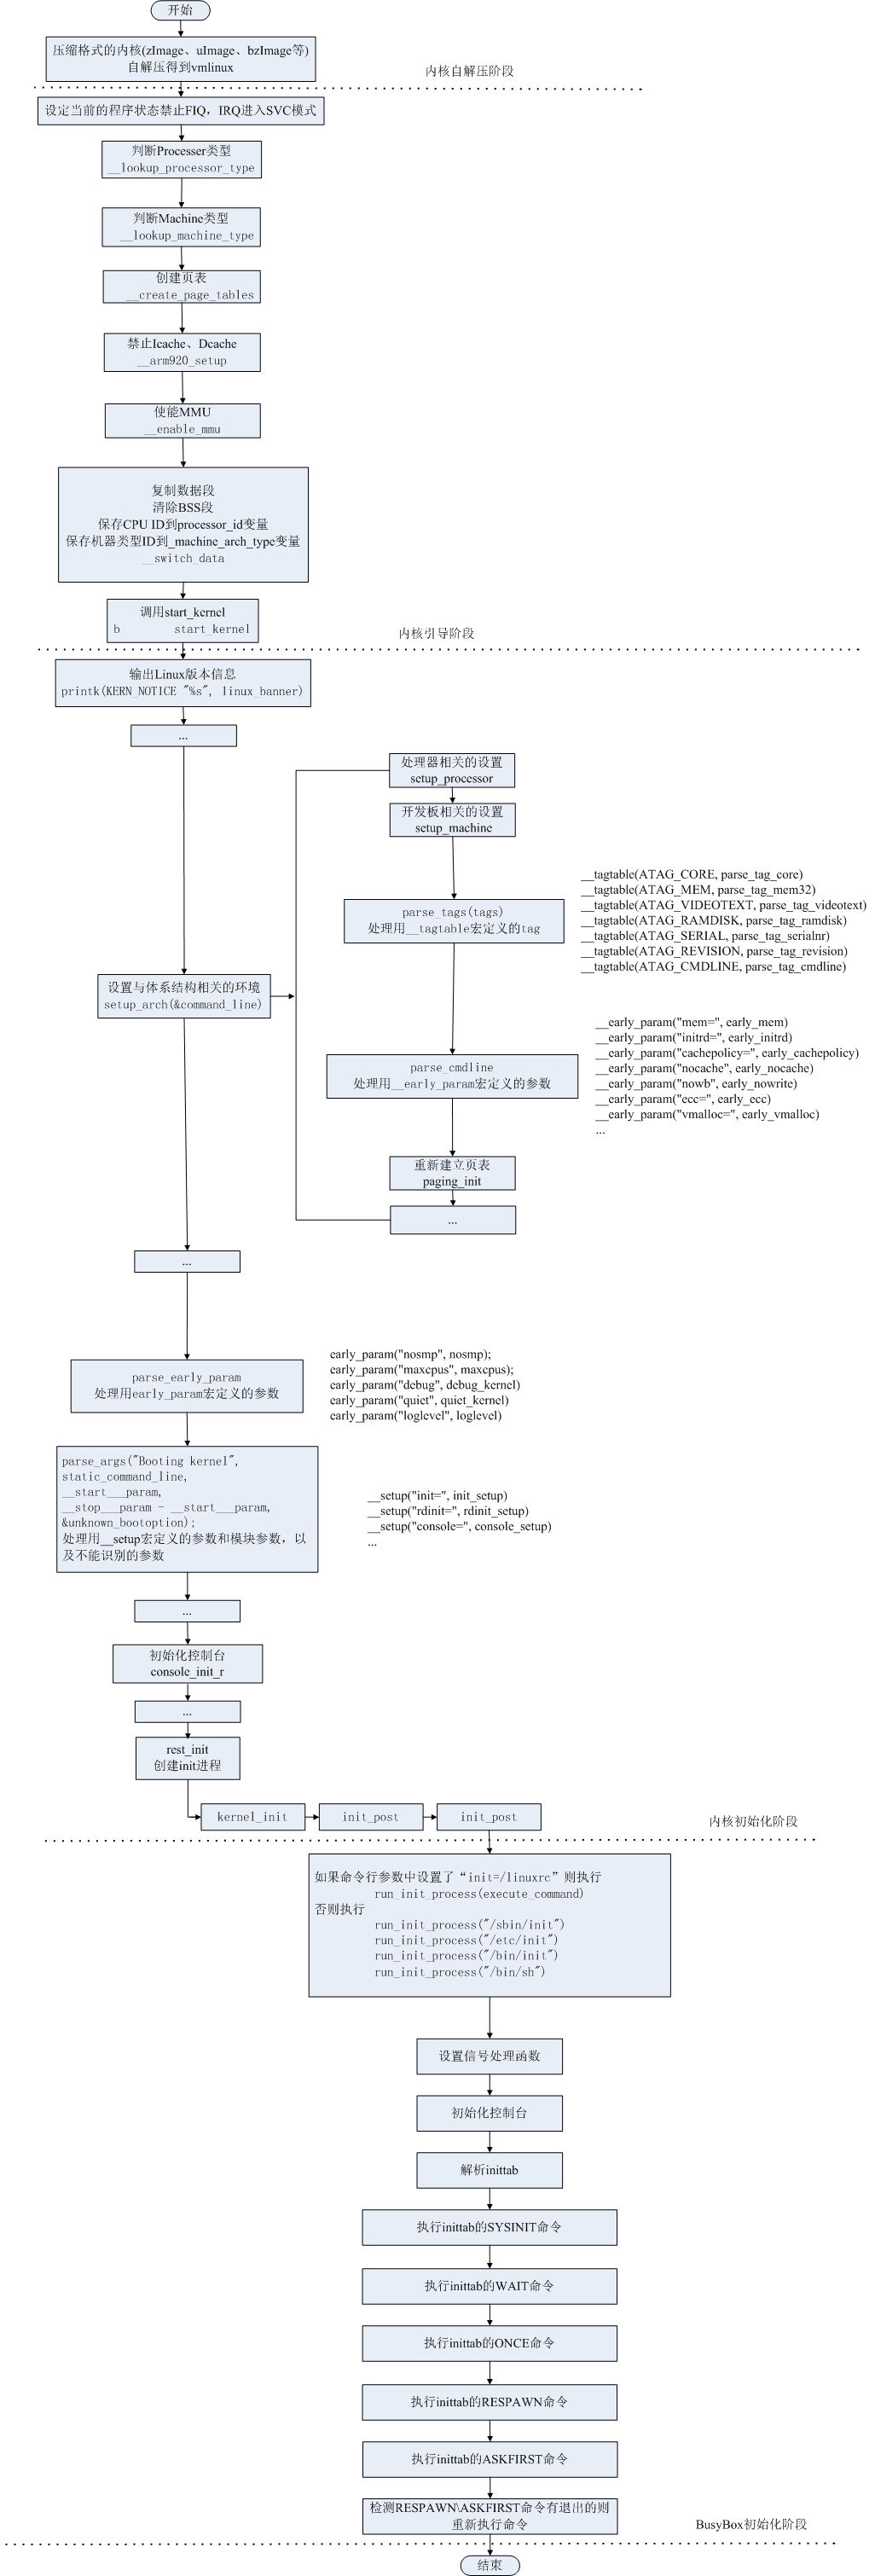 开始
压缩格式的内核(zImage、uImage、bzImage等)
自解压得到vmlinux
内核自解压阶段
设定当前的程序状态禁止FIQ，IRQ进入SVC模式
判断Processer类型
__lookup_processor_type
判断Machine类型
__lookup_machine_type
创建页表
__create_page_tables
禁止Icache、Dcache
__arm920_setup
使能MMU
__enable_mmu
复制数据段
清除BSS段
保存CPU ID到processor_id变量
保存机器类型ID到_machine_arch_type变量
__switch_data
调用start_kernel
b start_kernel
内核引导阶段
输出Linux版本信息
printk(KERN_NOTICE "%s", linux_banner)
...
处理器相关的设置
setup_processor
开发板相关的设置
setup_machine
parse_tags(tags)
处理用__tagtable宏定义的tag
__tagtable(ATAG_CORE, parse_tag_core)
__tagtable(ATAG_MEM, parse_tag_mem32)
__tagtable(ATAG_VIDEOTEXT, parse_tag_videotext)
__tagtable(ATAG_RAMDISK, parse_tag_ramdisk)
__tagtable(ATAG_SERIAL, parse_tag_serialnr)
__tagtable(ATAG_REVISION, parse_tag_revision)
__tagtable(ATAG_CMDLINE, parse_tag_cmdline)
设置与体系结构相关的环境
setup_arch(&command_line)
parse_cmdline
处理用__early_param宏定义的参数
__early_param("mem=", early_mem)
__early_param("initrd=", early_initrd)
__early_param("cachepolicy=", early_cachepolicy)
__early_param("nocache", early_nocache)
__early_param("nowb", early_nowrite)
__early_param("ecc=", early_ecc)
__early_param("vmalloc=", early_vmalloc)
...
重新建立页表
paging_init
...
...
parse_early_param
处理用early_param宏定义的参数
early_param("nosmp", nosmp);
early_param("maxcpus", maxcpus);
early_param("debug", debug_kernel)
early_param("quiet", quiet_kernel)
early_param("loglevel", loglevel)
parse_args("Booting kernel",
static_command_line,
__start___param,
__stop___param - __start___param,
&unknown_bootoption);
处理用__setup宏定义的参数和模块参数，以
及不能识别的参数
__setup("init=", init_setup)
__setup("rdinit=", rdinit_setup)
__setup("console=", console_setup)
...
...
初始化控制台
console_init_r
...
rest_init
创建init进程
kernel_init
init_post
init_post
内核初始化阶段
如果命令行参数中设置了“init=/linuxrc”则执行
run_init_process(execute_command)
否则执行
run_init_process("/sbin/init")
run_init_process("/etc/init")
run_init_process("/bin/init")
run_init_process("/bin/sh")
设置信号处理函数
初始化控制台
解析inittab
执行inittab的SYSINIT命令
执行inittab的WAIT命令
执行inittab的ONCE命令
执行inittab的RESPAWN命令
执行inittab的ASKFIRST命令
检测RESPAWN\ASKFIRST命令有退出的则
重新执行命令
BusyBox初始化阶段
结束